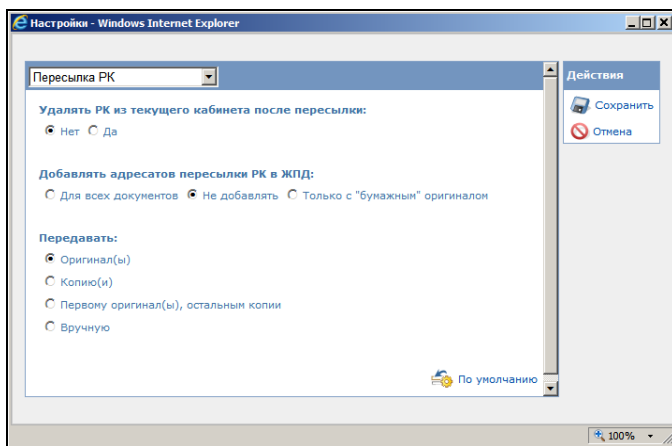 Настройки - Windows Internet Explorer
Пересылка РК
Действия
Сохранить
Отмена
Удалять РК из текущего кабинета после пересылки:
Нет Да
Добавлять адресатов пересылки РК в ЖПД:
Для всех документов Не добавлять Только с "бумажным" оригиналом
Передавать:
Оригинал(ы)
Копию(и)
Первому оригинал(ы), остальным копии
Вручную
По умолчанию
100%